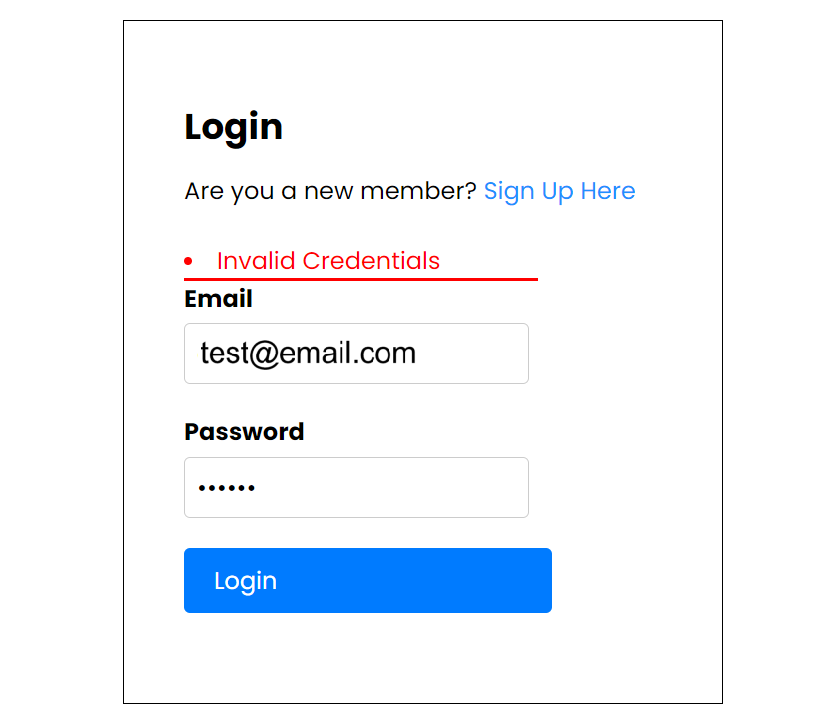 Login
Are you a new member? Sign Up Here
• Invalid Credentials
Email
test@email.com
Password
••••••
Login